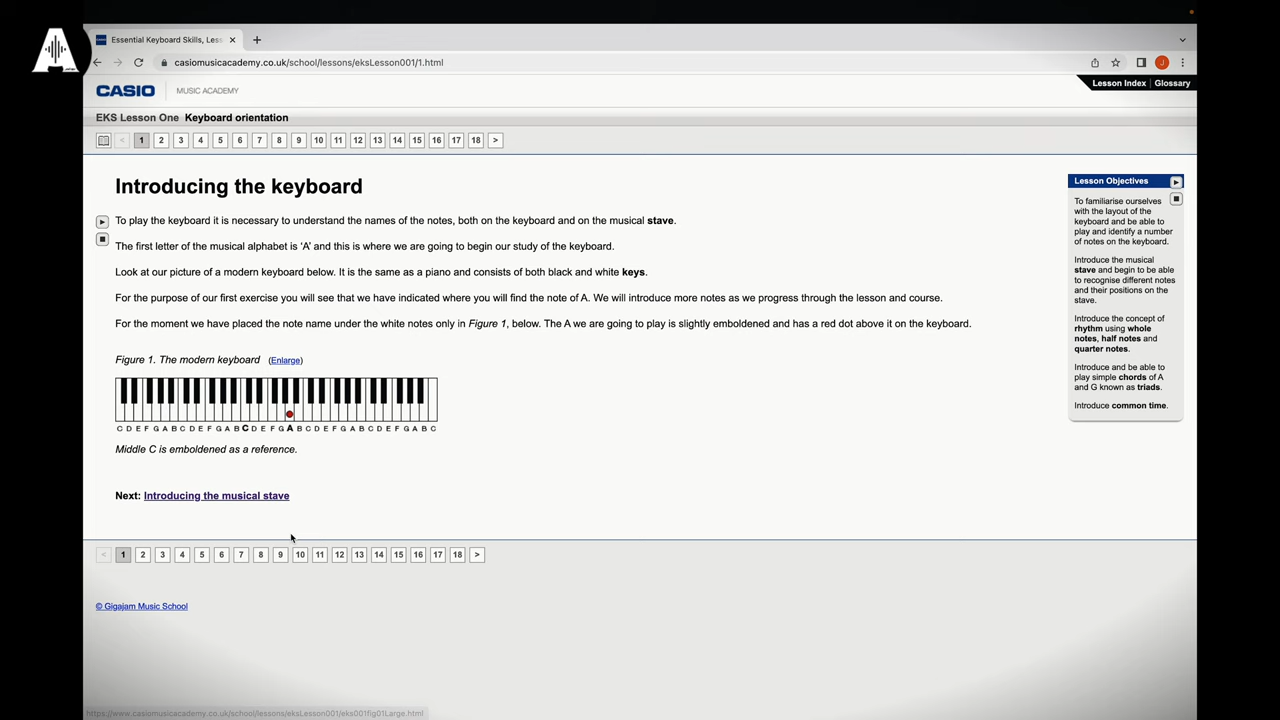 A
Essential Keyboard Skills, Less
casiomusicacademy.co.uk/school/lessons/eksLesson001/1.html
J
CASIO
MUSIC ACADEMY
Lesson Index Glossary
EKS Lesson One Keyboard orientation
< 1 2 3 4 5 6 7 8 9 10 11 12 13 14 15 16 17 18 >
Introducing the keyboard
To play the keyboard it is necessary to understand the names of the notes, both on the keyboard and on the musical stave.
The first letter of the musical alphabet is 'A' and this is where we are going to begin our study of the keyboard.
Look at our picture of a modern keyboard below. It is the same as a piano and consists of both black and white keys.
For the purpose of our first exercise you will see that we have indicated where you will find the note of A. We will introduce more notes as we progress through the lesson and course.
For the moment we have placed the note name under the white notes only in Figure 1, below. The A we are going to play is slightly emboldened and has a red dot above it on the keyboard.
Figure 1. The modern keyboard (Enlarge)
C D E F G A B C D E F G A B C D E F G A B C D E F G A B C D E F G A B C
Middle C is emboldened as a reference.
Next: Introducing the musical stave
< 1 2 3 4 5 6 7 8 9 10 11 12 13 14 15 16 17 18 >
© Gigajam Music School
Lesson Objectives
To familiarise ourselves
with the layout of the
keyboard and be able to
play and identify a number
of notes on the keyboard.
Introduce the musical
stave and begin to be able
to recognise different notes
and their positions on the
stave.
Introduce the concept of
rhythm using whole
notes, half notes and
quarter notes.
Introduce and be able to
play simple chords of A
and G known as triads.
Introduce common time.
https://www.casiomusicacademy.co.uk/school/lessons/eksLesson001/eks001fig01Large.html